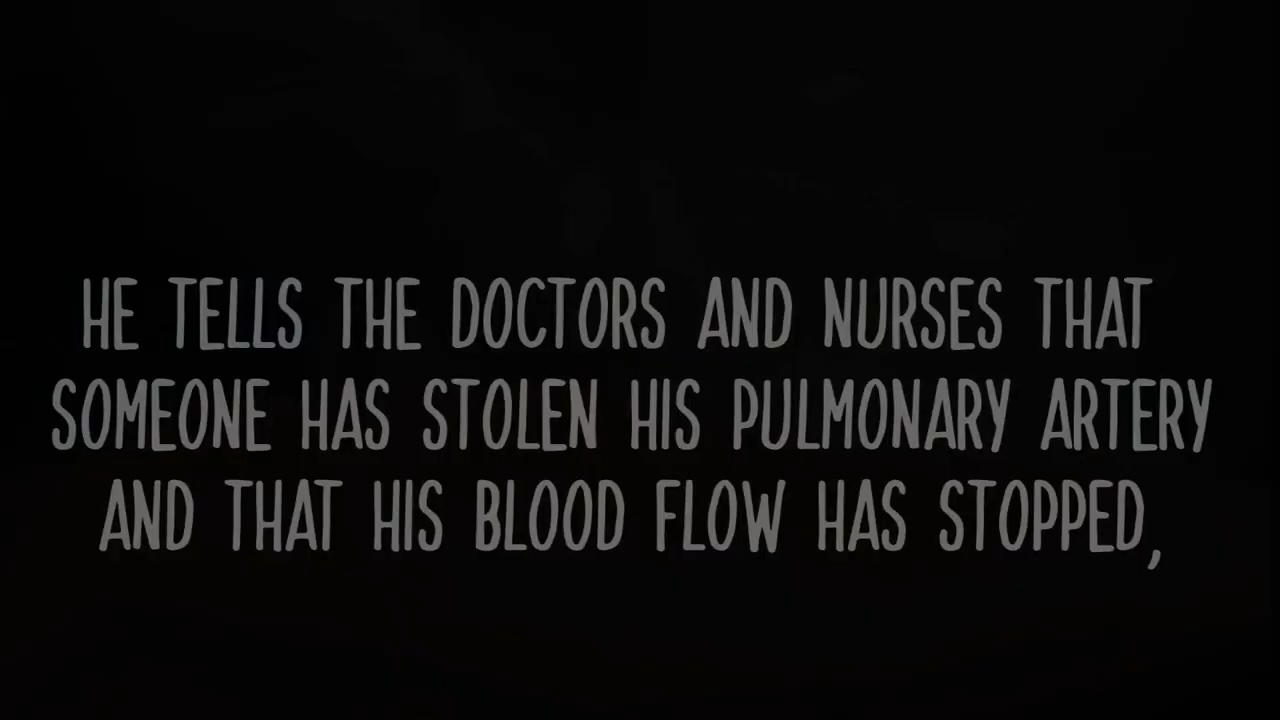 HE TELLS THE DOCTORS AND NURSES THAT
SOMEONE HAS STOLEN HIS PULMONARY ARTERY
AND THAT HIS BLOOD FLOW HAS STOPPED,